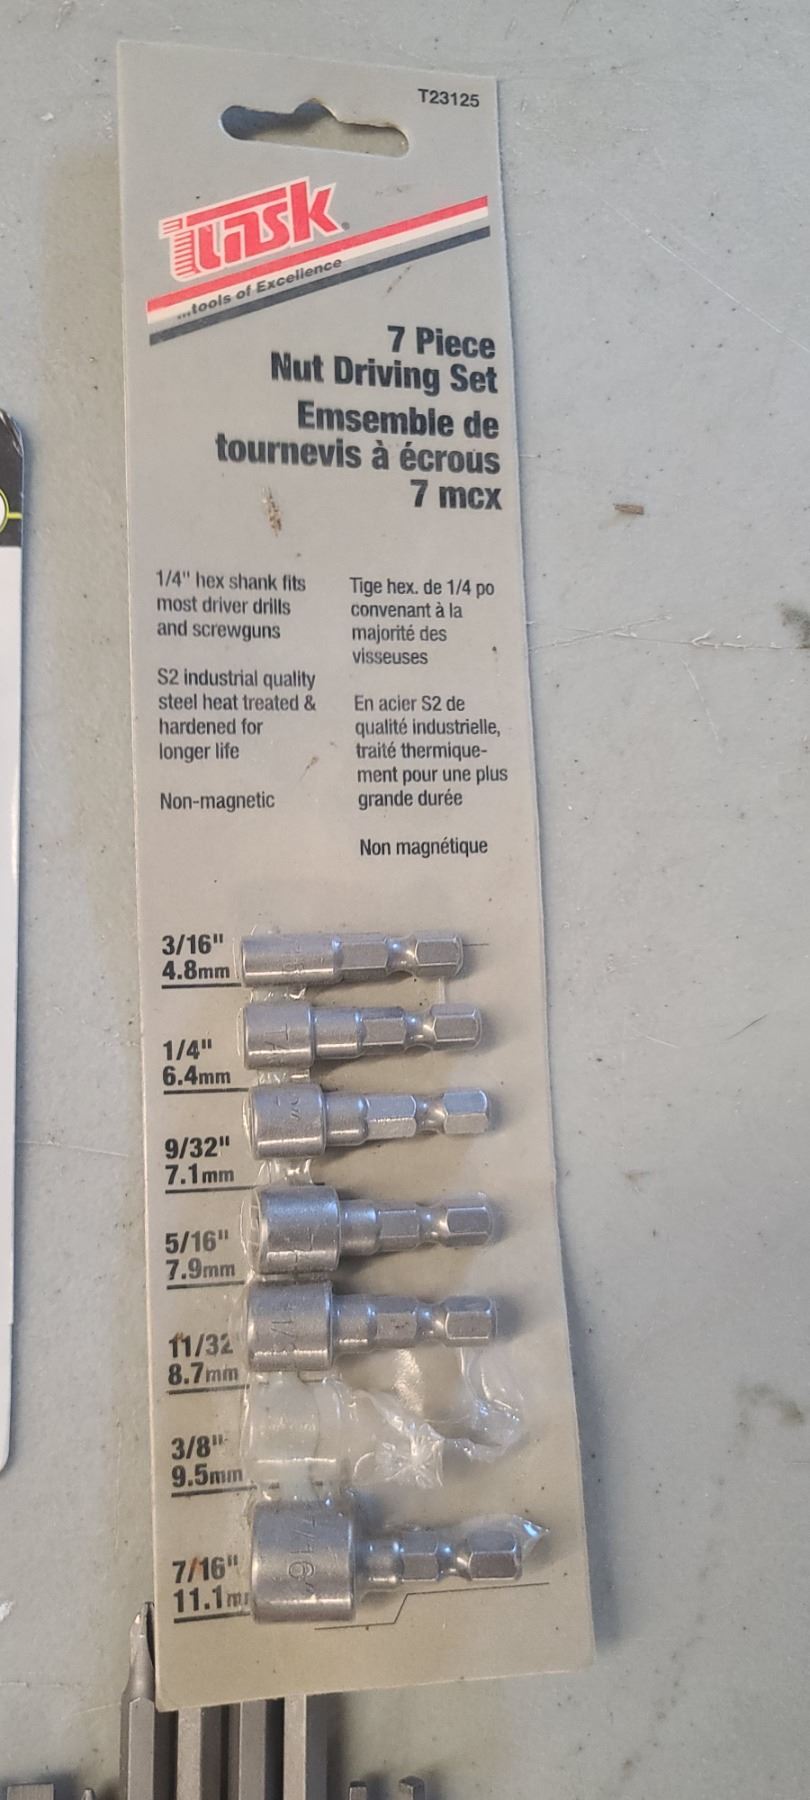 T23125
Task®
...tools of Excellence
7 Piece
Nut Driving Set
Emsemble de
tournevis à écrous
7 mcx
1/4" hex shank fits
most driver drills
and screwguns
S2 industrial quality
steel heat treated &
hardened for
longer life
Non-magnetic
Tige hex. de 1/4 po
convenant à la
majorité des
visseuses
En acier S2 de
qualité industrielle,
traité thermique-
ment pour une plus
grande durée
Non magnétique
3/16"
4.8mm
1/4"
6.4mm
9/32"
7.1mm
5/16"
7.9mm
11/32
8.7mm
3/8"
9.5mm
7/16"
11.1m
7/16"